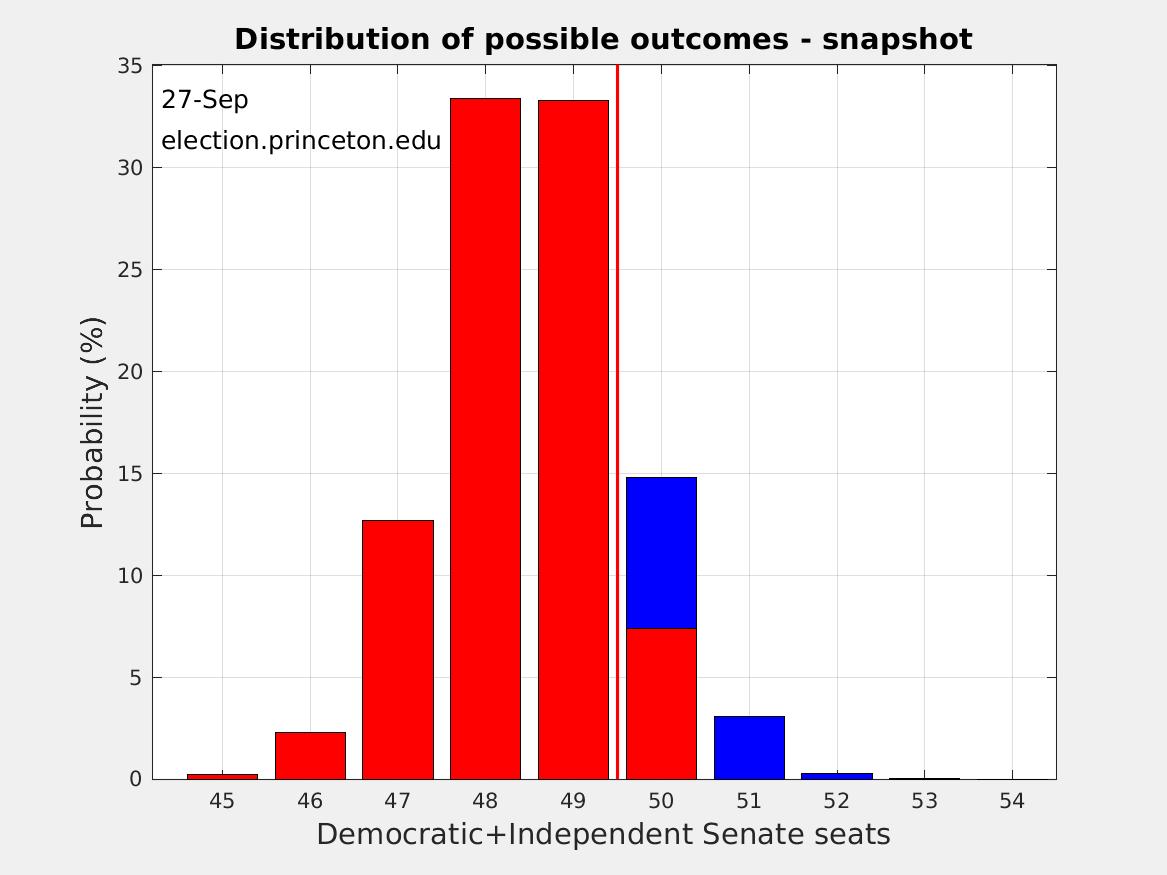 Distribution of possible outcomes - snapshot
27-Sep
election.princeton.edu
35
30
25
20
15
10
5
0
Probability (%)
45 46 47 48 49 50 51 52 53 54
Democratic+Independent Senate seats